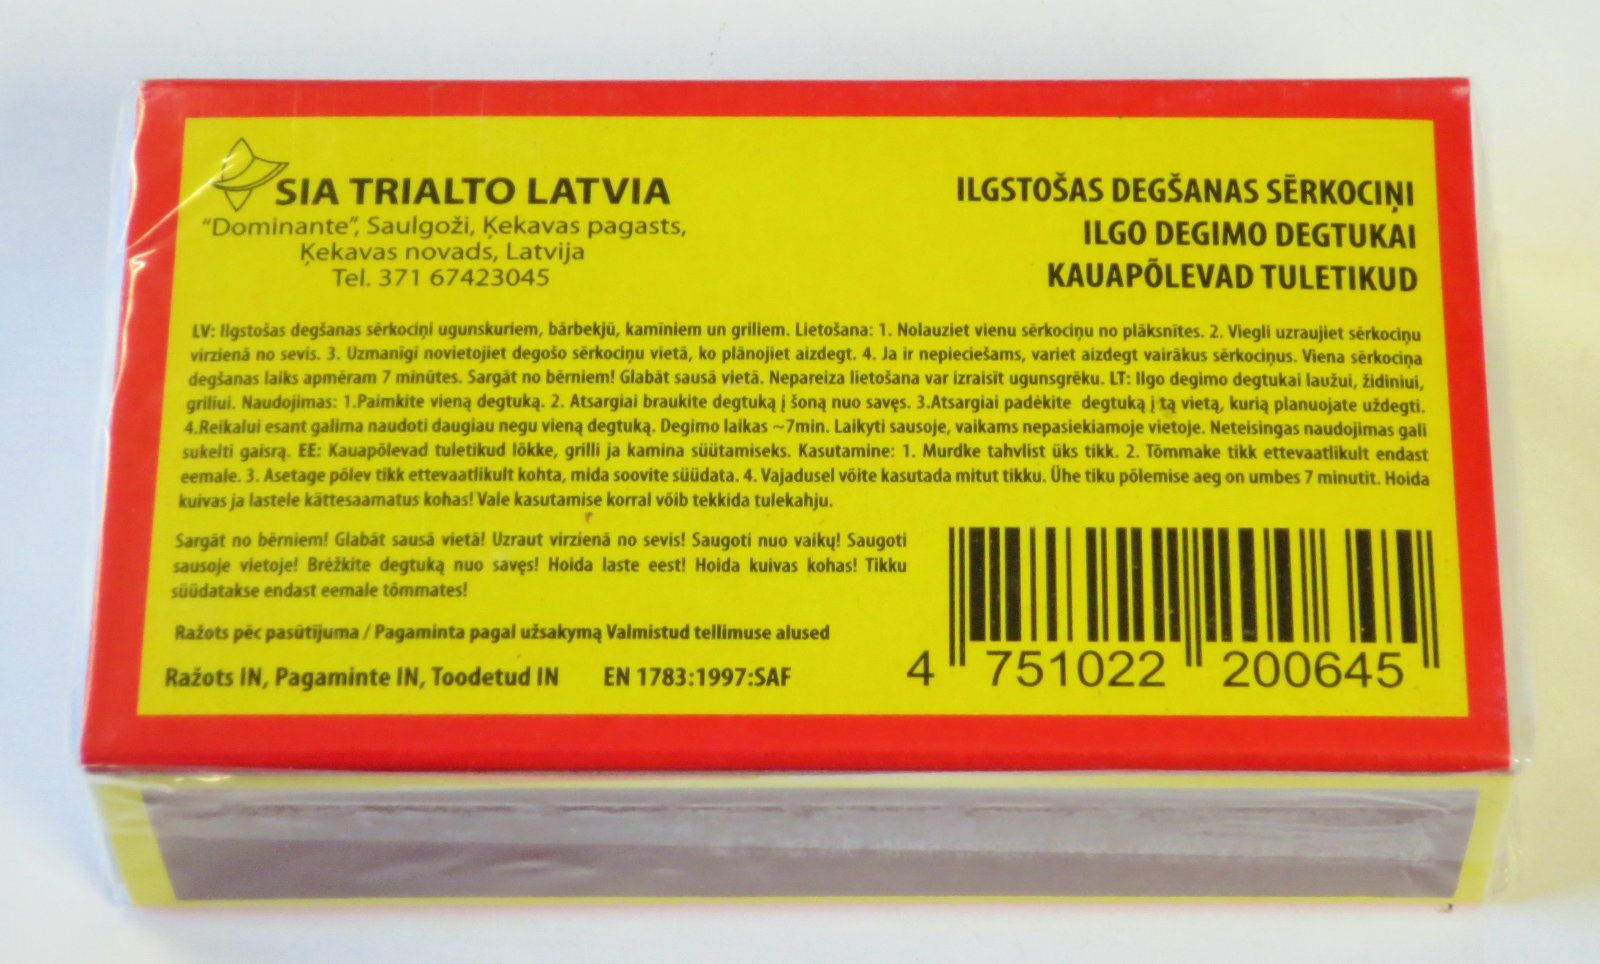 SIA TRIALTO LATVIA
"Dominante", Saulgoži, Ķekavas pagasts,
Ķekavas novads, Latvija
Tel. 371 67423045
ILGSTOŠAS DEGŠANAS SĒRKOCIŅI
ILGO DEGIMO DEGTUKAI
KAUAPÕLEVAD TULETIKUD
LV: Ilgstošas degšanas sērkociņi ugunskuriem, bārbekjū, kamīniem un griliem. Lietošana: 1. Nolauziet vienu sērkociņu no plāksnītes. 2. Viegli uzraujiet sērkociņu
virzienā no sevis. 3. Uzmanīgi novietojiet degošo sērkociņu vietā, ko plānojiet aizdegt. 4. Ja ir nepieciešams, variet aizdegt vairākus sērkociņus. Viena sērkociņa
degšanas laiks apmēram 7 minūtes. Sargāt no bērniem! Glabāt sausā vietā. Nepareiza lietošana var izraisīt ugunsgrēku. LT: Ilgo degimo degtukai laužui, židiniui,
griliui. Naudojimas: 1.Paimkite vieną degtuką. 2. Atsargiai braukite degtuką į šoną nuo savęs. 3.Atsargiai padėkite degtuką į tą vietą, kurią planuojate uždegti.
4.Reikalui esant galima naudoti daugiau negu vieną degtuką. Degimo laikas ~7min. Laikyti sausoje, vaikams nepasiekiamoje vietoje. Neteisingas naudojimas gali
sukelti gaisrą. EE: Kauapõlevad tuletikud lõkke, grilli ja kamina süütamiseks. Kasutamine: 1. Murdke tahvlist üks tikk. 2. Tõmmake tikk ettevaatlikult endast
eemale. 3. Asetage põlev tikk ettevaatlikult kohta, mida soovite süüdata. 4. Vajadusel võite kasutada mitut tikku. Ühe tiku põlemise aeg on umbes 7 minutit. Hoida
kuivas ja lastele kättesaamatus kohas! Vale kasutamise korral võib tekkida tulekahju.
Sargāt no bērniem! Glabāt sausā vietā! Uzraut virzienā no sevis! Saugoti nuo vaikų! Saugoti
sausoje vietoje! Brėžkite degtuką nuo savęs! Hoida laste eest! Hoida kuivas kohas! Tikku
süüdatakse endast eemale tõmmates!
Ražots pēc pasūtījuma / Pagaminta pagal užsakymą Valmistud tellimuse alused
Ražots IN, Pagaminte IN, Toodetud IN EN 1783:1997:SAF
4 751022 200645